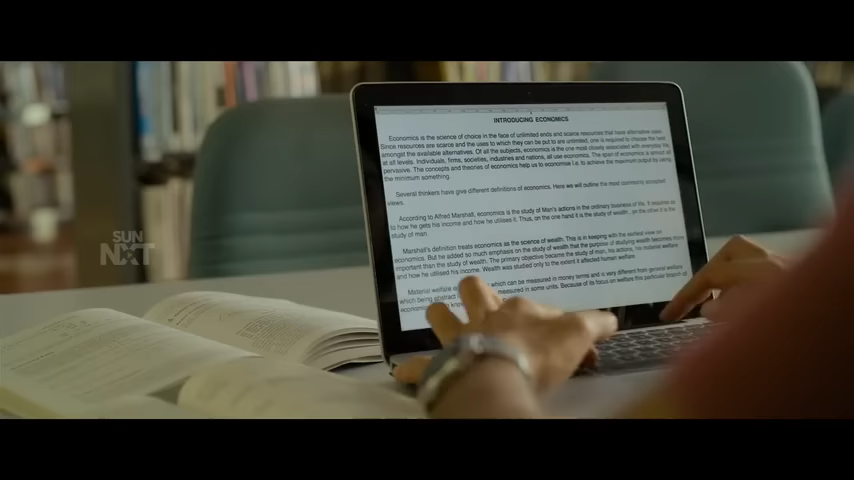 SUN
NXT
INTRODUCING ECONOMICS
Economics is the science of choice in the face of unlimited ends and scarce resources that have alternative uses.
Since resources are scarce and the uses to which they can be put to are unlimited, one is required to choose the best
amongst the available alternatives. Of all the subjects, economics is the one most closely associated with everyday life,
at all levels. Individuals, firms, societies, industries and nations, all use economics. The span of economics is almost all
pervasive. The concepts and theories of economics help us to economise i.e. to achieve the maximum output by using
the minimum something.
Several thinkers have give different definitions of economics. Here we will outline the most commonly accepted
views.
According to Alfred Marshall, economics is the study of Man's actions in the ordinary business of life. It requires as
to how he gets his income and how he utilises it. Thus, on the one hand it is the study of wealth , on the other it is the
study of man.
Marshall's definition treats economics as the science of wealth. This is in keeping with the earliest view on
economics. But he added so much emphasis on the study of wealth that the purpose of studying wealth becomes more
important than the study of wealth. The primary objective became the study of man, his actions, his material welfare
and how he utilised his income. Wealth was studied only to the extent it affected human welfare.
Material welfare which can be measured in money terms and is very different from general welfare
which being abstract measured in some units. Because of its focus on welfare this particular